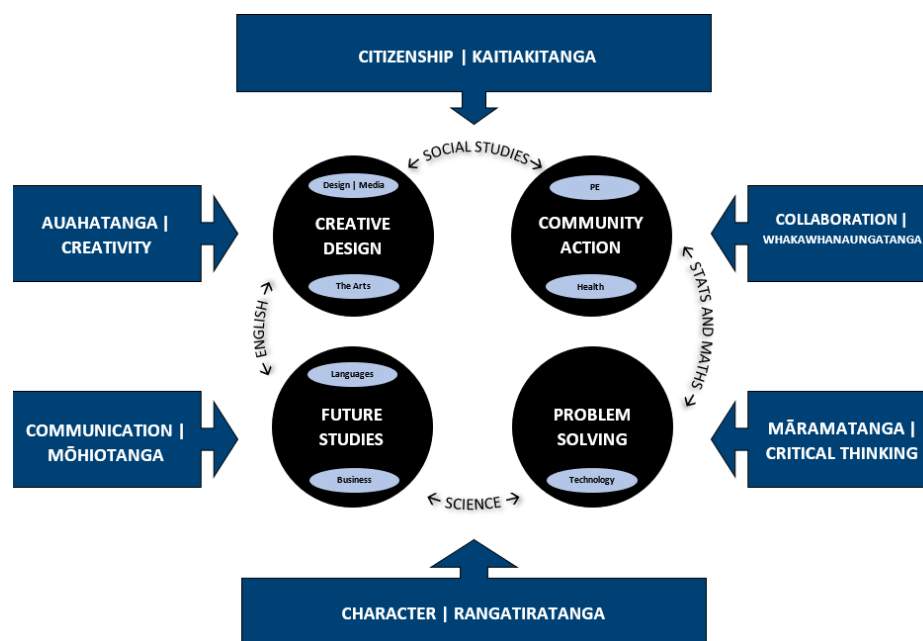 CITIZENSHIP | KAITIAKITANGA
← SOCIAL STUDIES →
Design | Media
CREATIVE
DESIGN
The Arts
PE
COMMUNITY
ACTION
Health
AUAHATANGA |
CREATIVITY
COLLABORATION |
WHAKAWHANAUNGATANGA
← ENGLISH →
← STATS AND MATHS →
Languages
FUTURE
STUDIES
Business
PROBLEM
SOLVING
Technology
COMMUNICATION |
MŌHIOTANGA
MĀRAMATANGA |
CRITICAL THINKING
← SCIENCE →
CHARACTER | RANGATIRATANGA